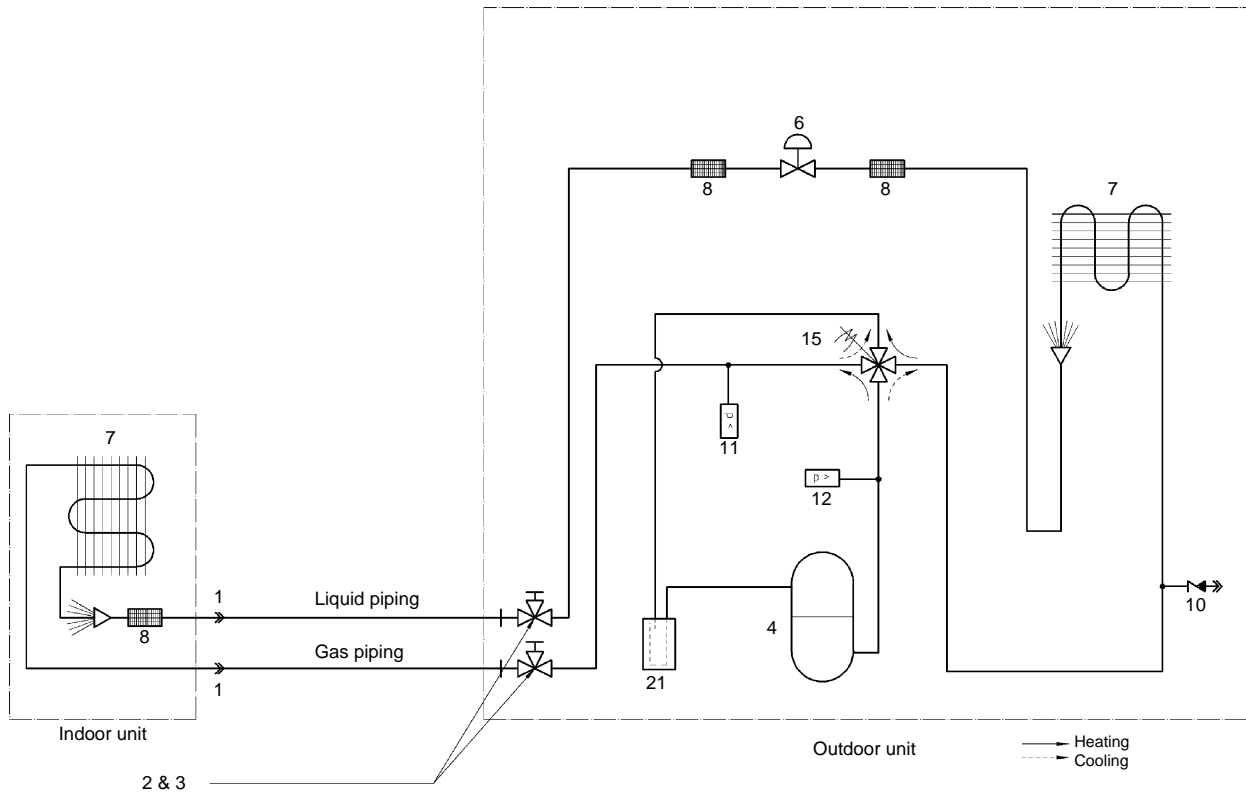 6
8
8
7
15
11
12
7
1
Liquid piping
8
4
10
Gas piping
1
21
Indoor unit
Outdoor unit
Heating
Cooling
2 & 3
p <
p >